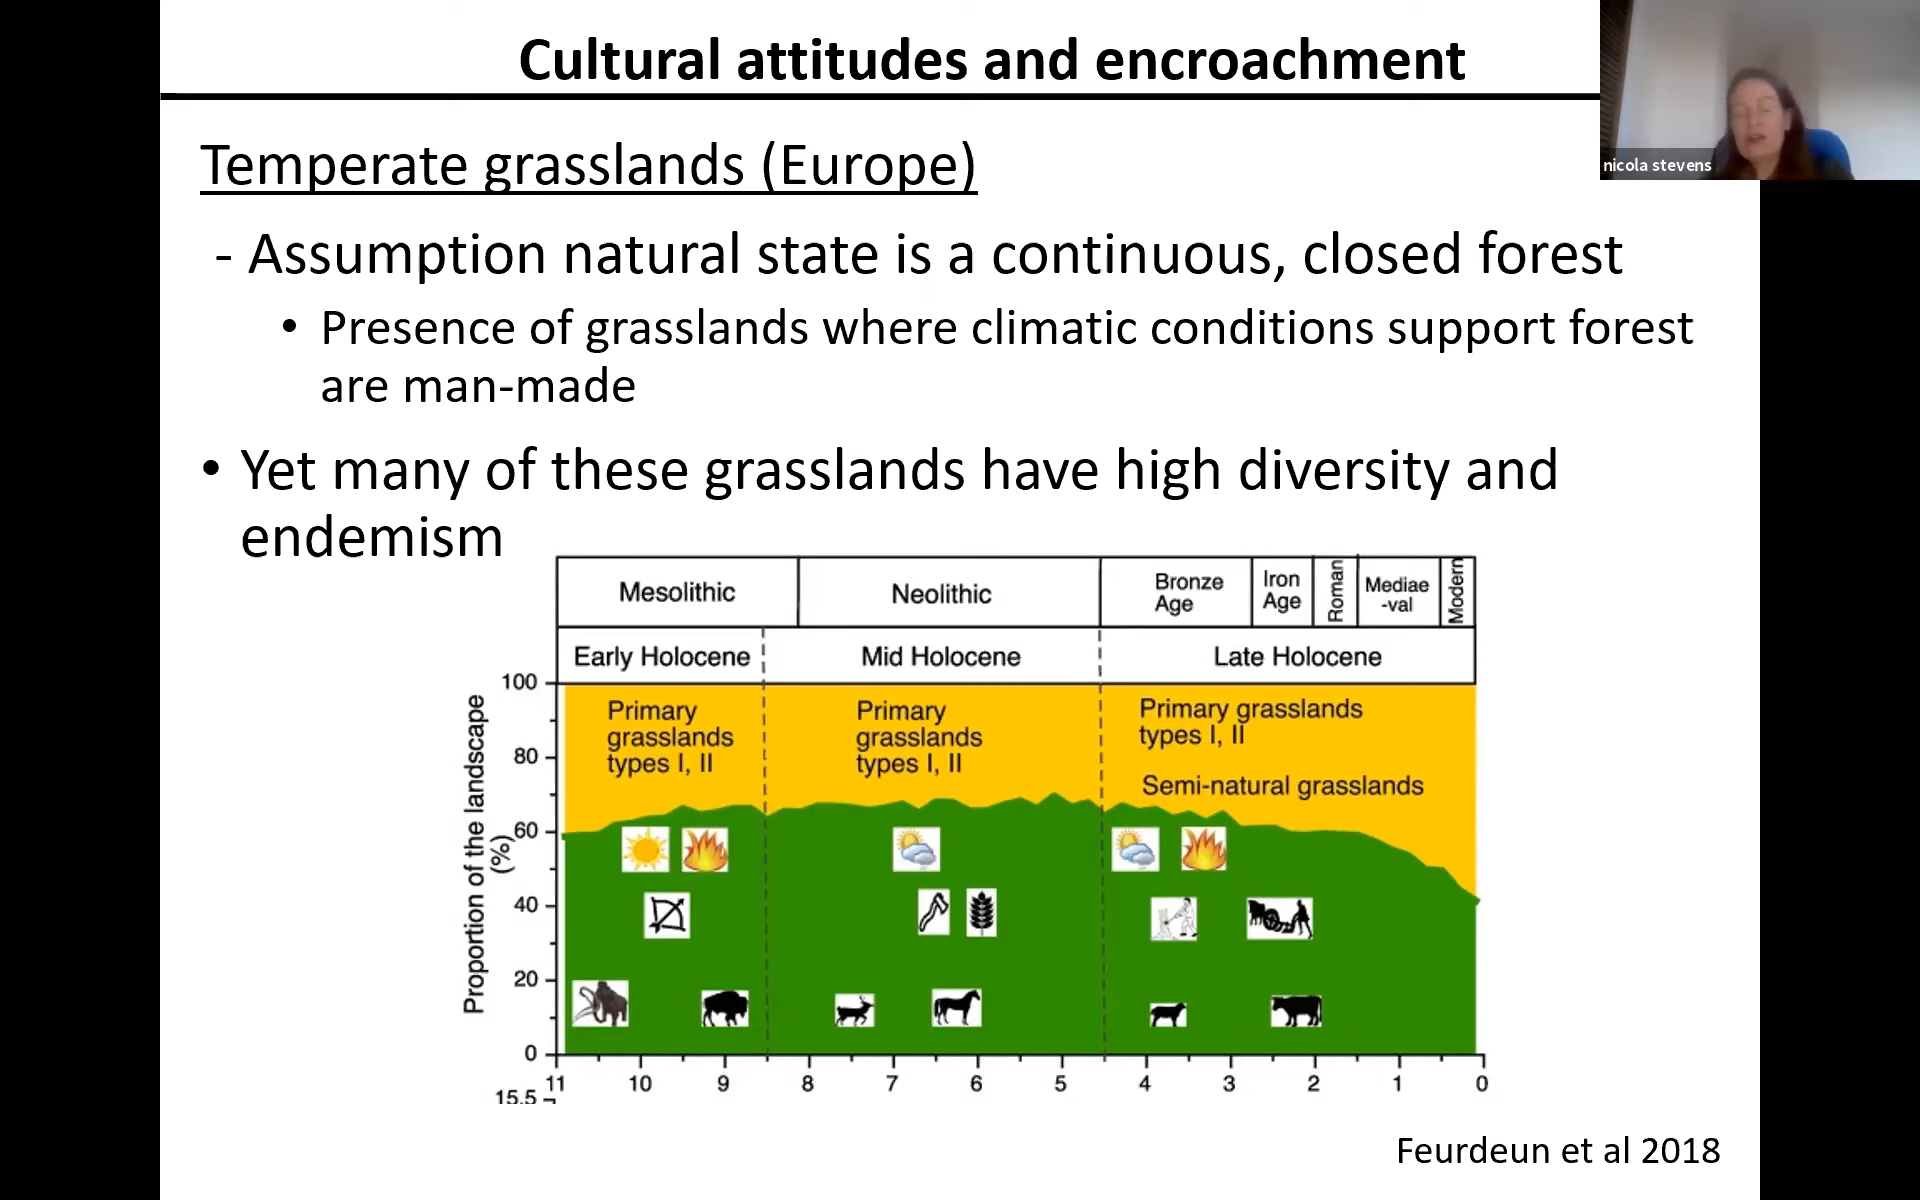 Cultural attitudes and encroachment
nicola stevens
Temperate grasslands (Europe)
- Assumption natural state is a continuous, closed forest
• Presence of grasslands where climatic conditions support forest
are man-made
• Yet many of these grasslands have high diversity and
endemism
Mesolithic
Neolithic
Bronze
Age
Iron
Age
Roman
Mediae
-val
Modern
Early Holocene
Mid Holocene
Late Holocene
Proportion of the landscape
(%)
100
80
60
40
20
0
Primary
grasslands
types I, II
Primary
grasslands
types I, II
Primary grasslands
types I, II
Semi-natural grasslands
11 10 9 8 7 6 5 4 3 2 1 0
15.5
Feurdeun et al 2018